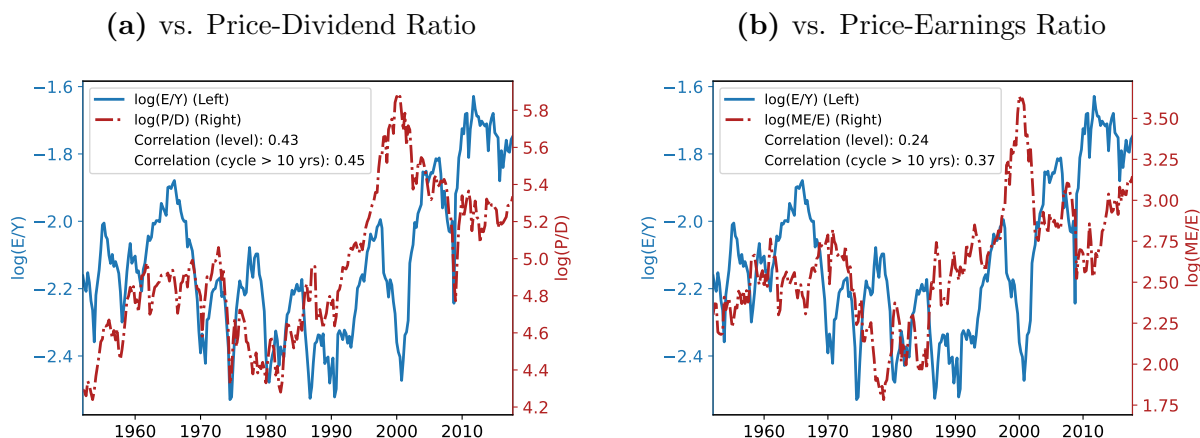 (a) vs. Price-Dividend Ratio
−1.6
−1.8
−2.0
−2.2
−2.4
log(E/Y)
log(E/Y) (Left)
log(P/D) (Right)
Correlation (level): 0.43
Correlation (cycle > 10 yrs): 0.45
5.8
5.6
5.4
5.2
5.0
4.8
4.6
4.4
4.2
log(P/D)
1960 1970 1980 1990 2000 2010
(b) vs. Price-Earnings Ratio
−1.6
−1.8
−2.0
−2.2
−2.4
log(E/Y)
log(E/Y) (Left)
log(ME/E) (Right)
Correlation (level): 0.24
Correlation (cycle > 10 yrs): 0.37
3.50
3.25
3.00
2.75
2.50
2.25
2.00
1.75
log(ME/E)
1960 1970 1980 1990 2000 2010